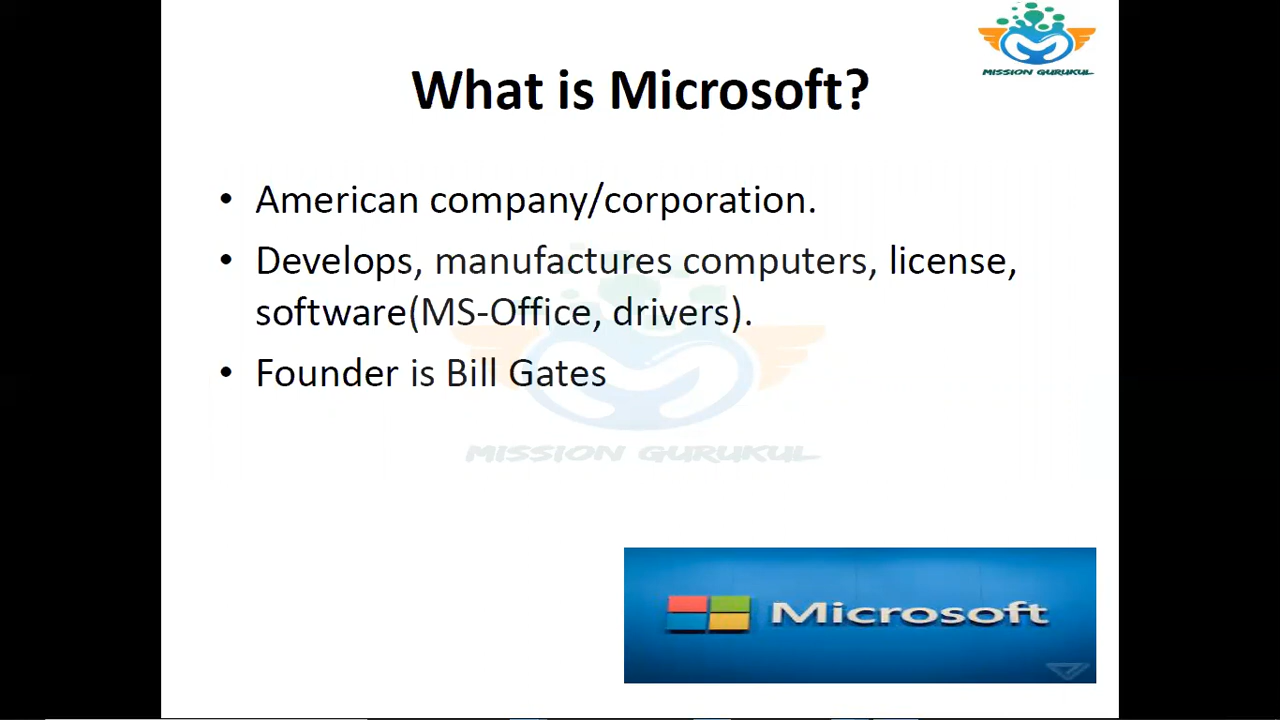 MISSION GURUKUL
What is Microsoft?
• American company/corporation.
• Develops, manufactures computers, license,
software(MS-Office, drivers).
• Founder is Bill Gates
MISSION GURUKUL
Microsoft